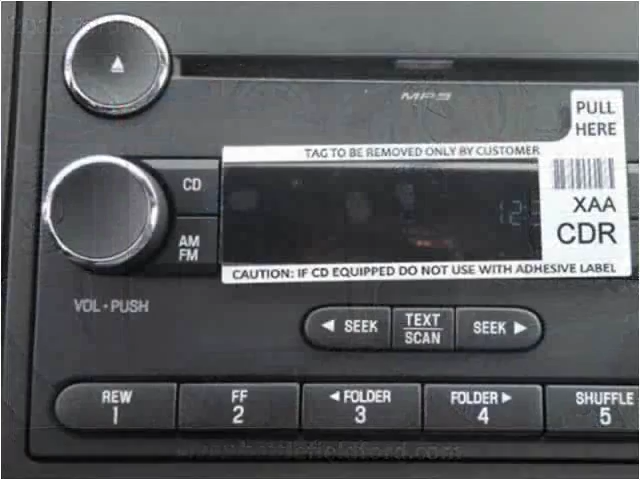 MP3
PULL
HERE
TAG TO BE REMOVED ONLY BY CUSTOMER
CD
XAA
CDR
AM
FM
CAUTION: IF CD EQUIPPED DO NOT USE WITH ADHESIVE LABEL
VOL • PUSH
◄ SEEK
TEXT
SCAN
SEEK ►
REW
1
FF
2
◄ FOLDER
3
FOLDER ►
4
SHUFFLE
5